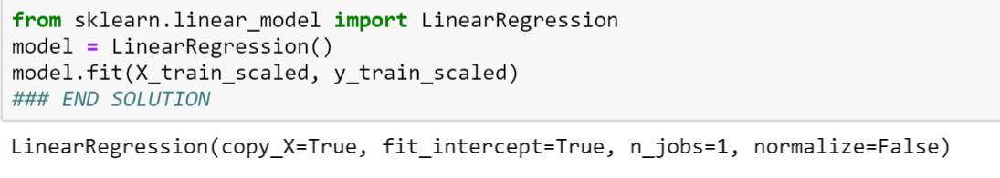 from sklearn.linear_model import LinearRegression
model = LinearRegression()
model.fit(X_train_scaled, y_train_scaled)
### END SOLUTION
LinearRegression(copy_X=True, fit_intercept=True, n_jobs=1, normalize=False)